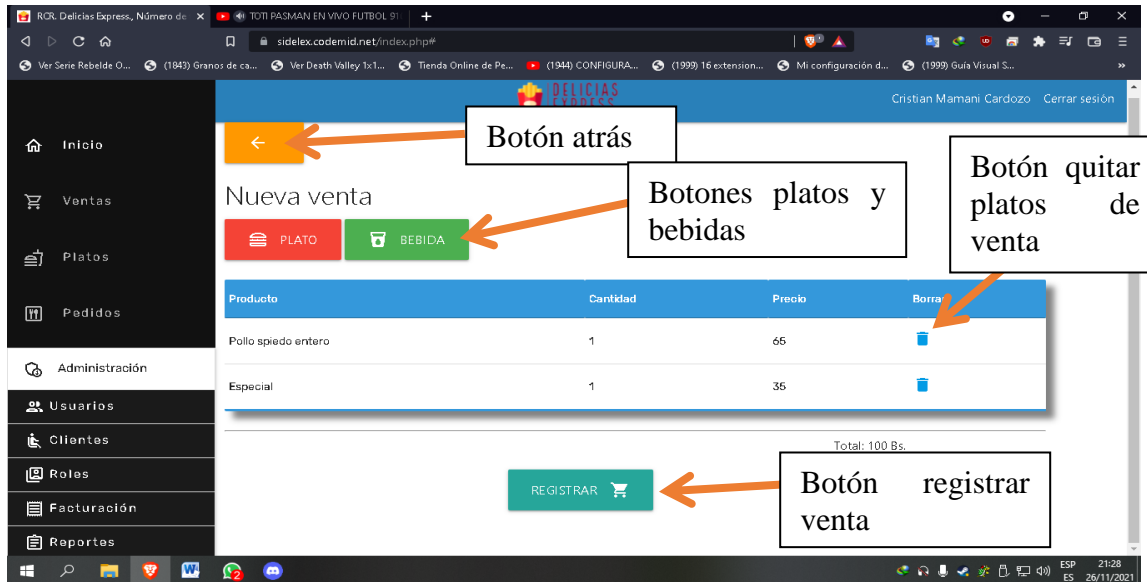 RCR. Delicias Express, Número de
TOTI PASMAN EN VIVO FUTBOL 91
sidelex.codemid.net/index.php#
Ver Serie Rebelde O...
(1843) Granos de ca...
Ver Death Valley 1x1...
Tienda Online de Pe...
(1944) CONFIGURA...
(1999) 16 extension...
Mi configuración d...
(1999) Guía Visual S...
»
DELICIAS
EXPRESS
Cristian Mamani Cardozo
Cerrar sesión
Inicio
Ventas
Platos
Pedidos
Administración
Usuarios
Clientes
Roles
Facturación
Reportes
Botón atrás
Botones platos y
bebidas
Botón quitar
platos de
venta
Nueva venta
PLATO
BEBIDA
Producto Cantidad Precio Borrar
Pollo spiedo entero 1 65
Especial 1 35
Total: 100 Bs.
REGISTRAR
Botón registrar
venta
ESP
ES
21:28
26/11/2021